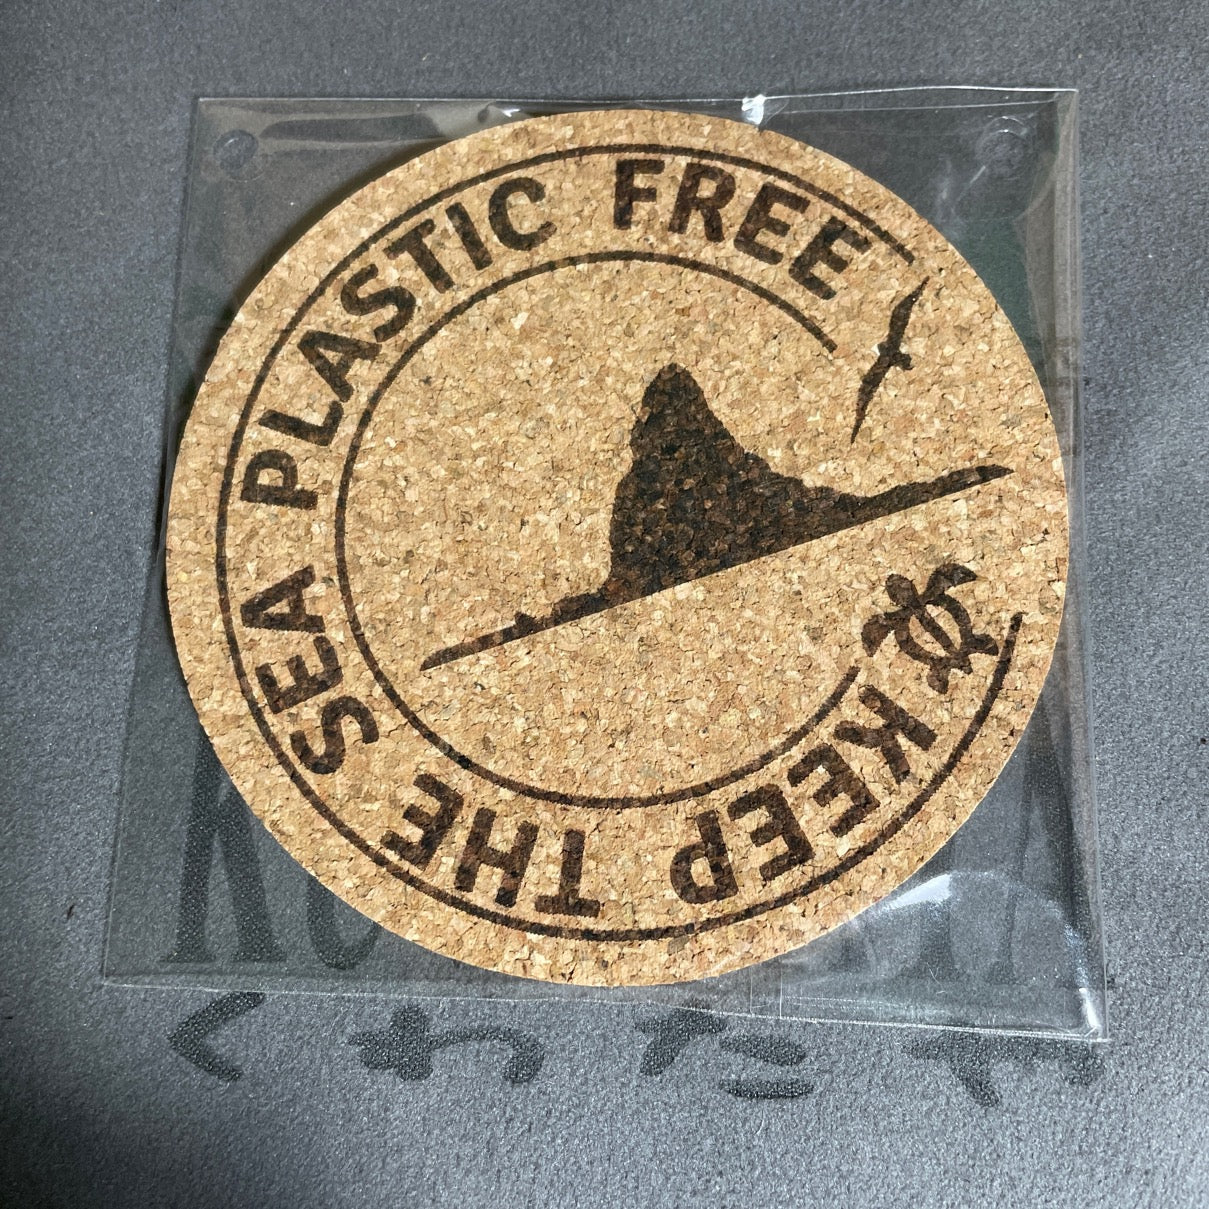 KEEP THE SEA PLASTIC FREE
くわたや